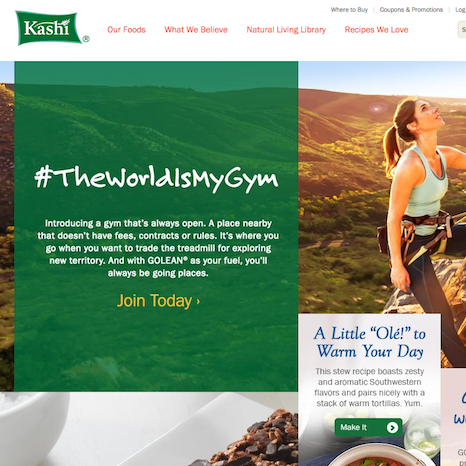 Where to Buy | Coupons & Promotions | Log
Kashi®
Our Foods What We Believe Natural Living Library Recipes We Love
#TheWorldIsMyGym
Introducing a gym that's always open. A place nearby
that doesn't have fees, contracts or rules. It's where you
go when you want to trade the treadmill for exploring
new territory. And with GOLEAN® as your fuel, you'll
always be going places.
Join Today ›
A Little “Olé!” to
Warm Your Day
This stew recipe boasts zesty
and aromatic Southwestern
flavors and pairs nicely with a
stack of warm tortillas. Yum.
Make It